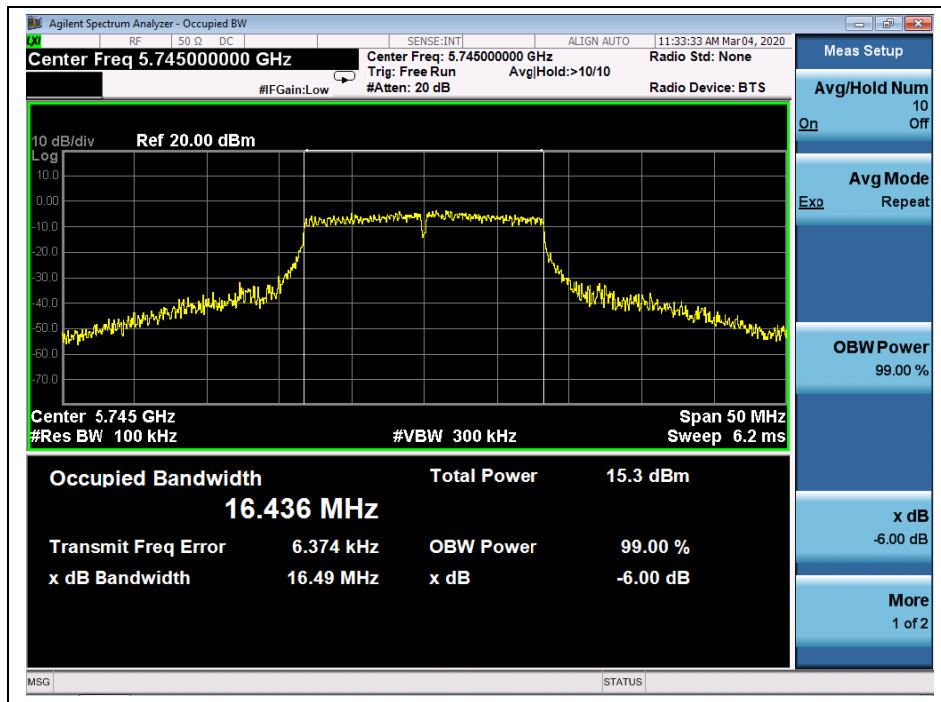 Agilent Spectrum Analyzer - Occupied BW
LXI RF 50 Ω DC SENSE:INT ALIGN AUTO 11:33:33 AM Mar 04, 2020
Center Freq 5.745000000 GHz
Center Freq: 5.745000000 GHz Radio Std: None
Trig: Free Run Avg|Hold:>10/10
#IFGain:Low #Atten: 20 dB Radio Device: BTS
10 dB/div Ref 20.00 dBm
Log
10.0
0.00
-10.0
-20.0
-30.0
-40.0
-50.0
-60.0
-70.0
Center 5.745 GHz Span 50 MHz
#Res BW 100 kHz #VBW 300 kHz Sweep 6.2 ms
Occupied Bandwidth Total Power 15.3 dBm
16.436 MHz
Transmit Freq Error 6.374 kHz OBW Power 99.00 %
x dB Bandwidth 16.49 MHz x dB -6.00 dB
MSG STATUS
Meas Setup
Avg/Hold Num
10
On Off
Avg Mode
Exp Repeat
OBW Power
99.00 %
x dB
-6.00 dB
More
1 of 2